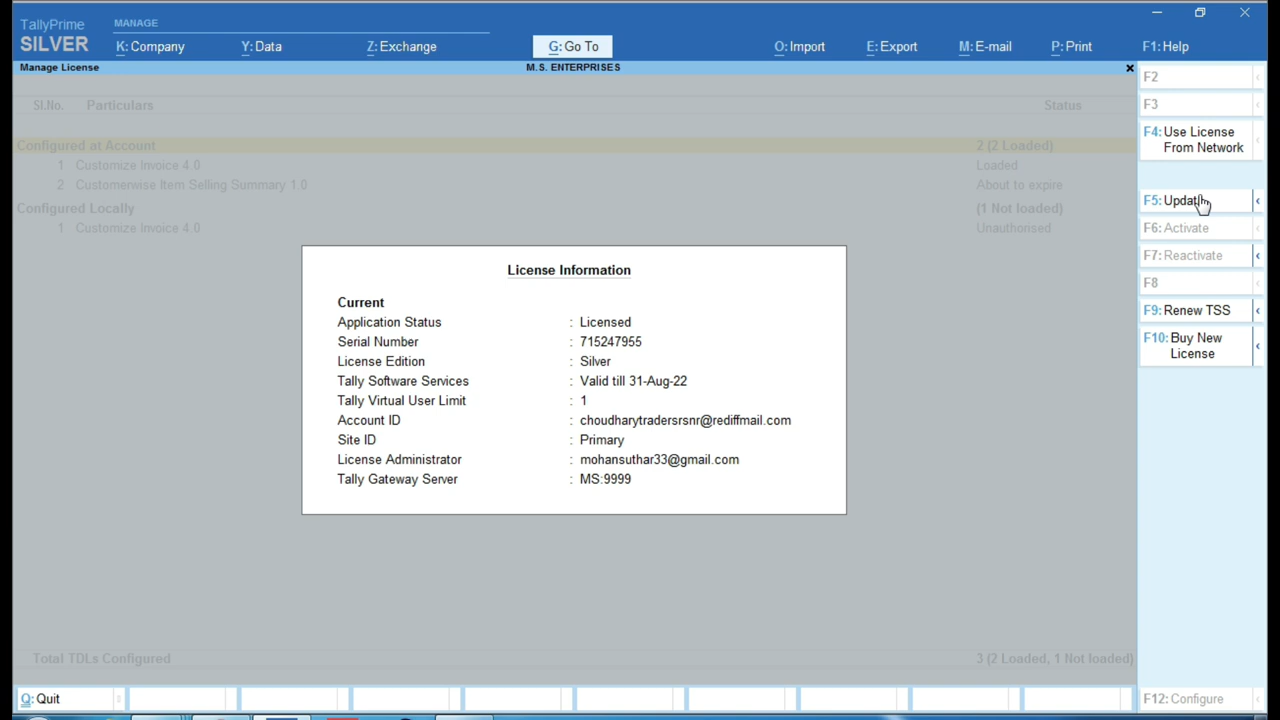 TallyPrime
MANAGE
SILVER
K: Company
Y: Data
Z: Exchange
G: Go To
O: Import
E: Export
M: E-mail
P: Print
F1: Help
Manage License
M.S. ENTERPRISES
F2
Sl.No. Particulars
Status
F3
F4: Use License
From Network
Configured at Account
2 (2 Loaded)
1 Customize Invoice 4.0
Loaded
2 Customerwise Item Selling Summary 1.0
About to expire
F5: Update
Configured Locally
(1 Not loaded)
1 Customize Invoice 4.0
Unauthorised
F6: Activate
F7: Reactivate
F8
F9: Renew TSS
F10: Buy New
License
License Information
Current
Application Status : Licensed
Serial Number : 715247955
License Edition : Silver
Tally Software Services : Valid till 31-Aug-22
Tally Virtual User Limit : 1
Account ID : choudharytradersrsnr@rediffmail.com
Site ID : Primary
License Administrator : mohansuthar33@gmail.com
Tally Gateway Server : MS:9999
Total TDLs Configured
3 (2 Loaded, 1 Not loaded)
Q: Quit
F12: Configure